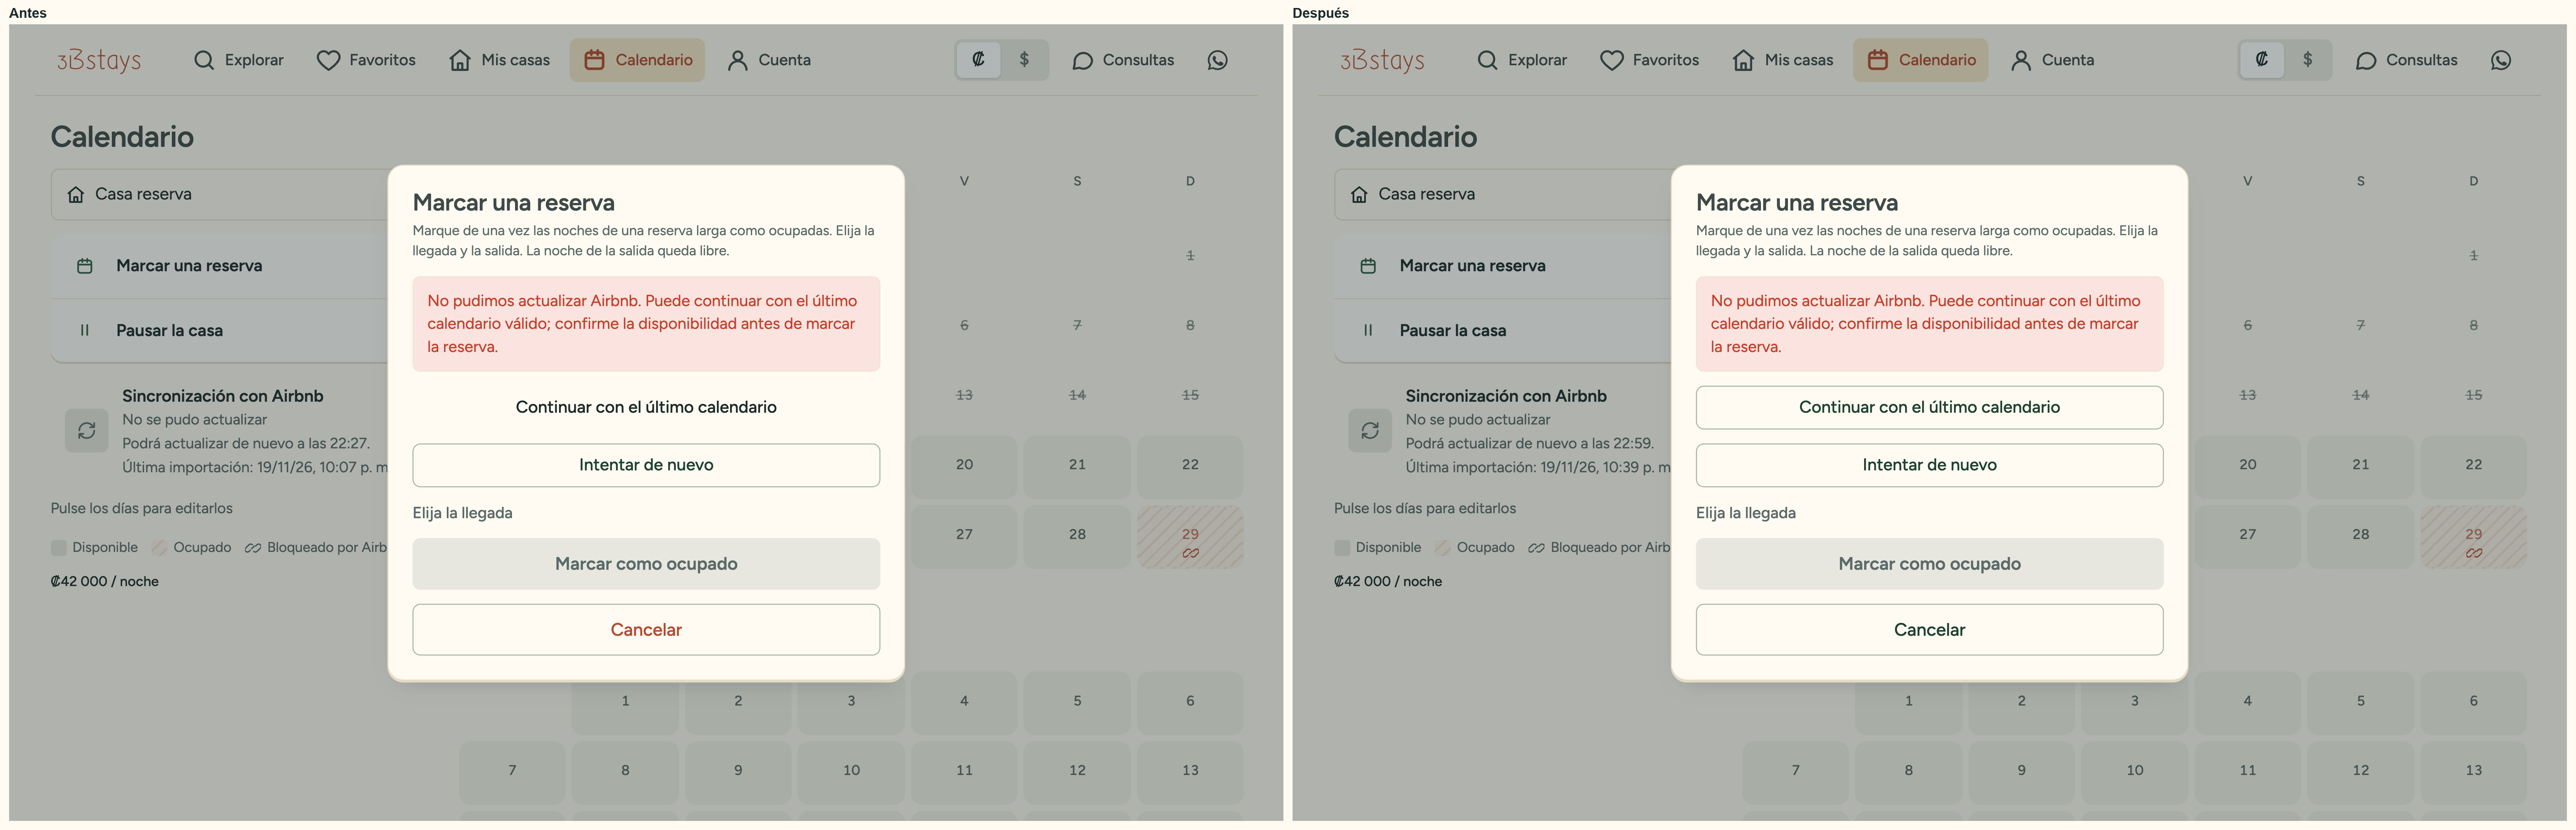 Antes
3Bstays
Explorar
Favoritos
Mis casas
Calendario
Cuenta
₡
$
Consultas
Calendario
Casa reserva
Marcar una reserva
Pausar la casa
Sincronización con Airbnb
No se pudo actualizar
Podrá actualizar de nuevo a las 22:27.
Última importación: 19/11/26, 10:07 p. m
Pulse los días para editarlos
Disponible
Ocupado
Bloqueado por Airb
₡42 000 / noche
Marcar una reserva
Marque de una vez las noches de una reserva larga como ocupadas. Elija la
llegada y la salida. La noche de la salida queda libre.
No pudimos actualizar Airbnb. Puede continuar con el último
calendario válido; confirme la disponibilidad antes de marcar
la reserva.
Continuar con el último calendario
Intentar de nuevo
Elija la llegada
Marcar como ocupado
Cancelar
V S D
1
6 7 8
13 14 15
20 21 22
27 28 29
1 2 3 4 5 6
7 8 9 10 11 12 13
Después
3Bstays
Explorar
Favoritos
Mis casas
Calendario
Cuenta
₡
$
Consultas
Calendario
Casa reserva
Marcar una reserva
Pausar la casa
Sincronización con Airbnb
No se pudo actualizar
Podrá actualizar de nuevo a las 22:59.
Última importación: 19/11/26, 10:39 p. m
Pulse los días para editarlos
Disponible
Ocupado
Bloqueado por Airb
₡42 000 / noche
Marcar una reserva
Marque de una vez las noches de una reserva larga como ocupadas. Elija la
llegada y la salida. La noche de la salida queda libre.
No pudimos actualizar Airbnb. Puede continuar con el último
calendario válido; confirme la disponibilidad antes de marcar
la reserva.
Continuar con el último calendario
Intentar de nuevo
Elija la llegada
Marcar como ocupado
Cancelar
V S D
1
6 7 8
13 14 15
20 21 22
27 28 29
1 2 3 4 5 6
7 8 9 10 11 12 13